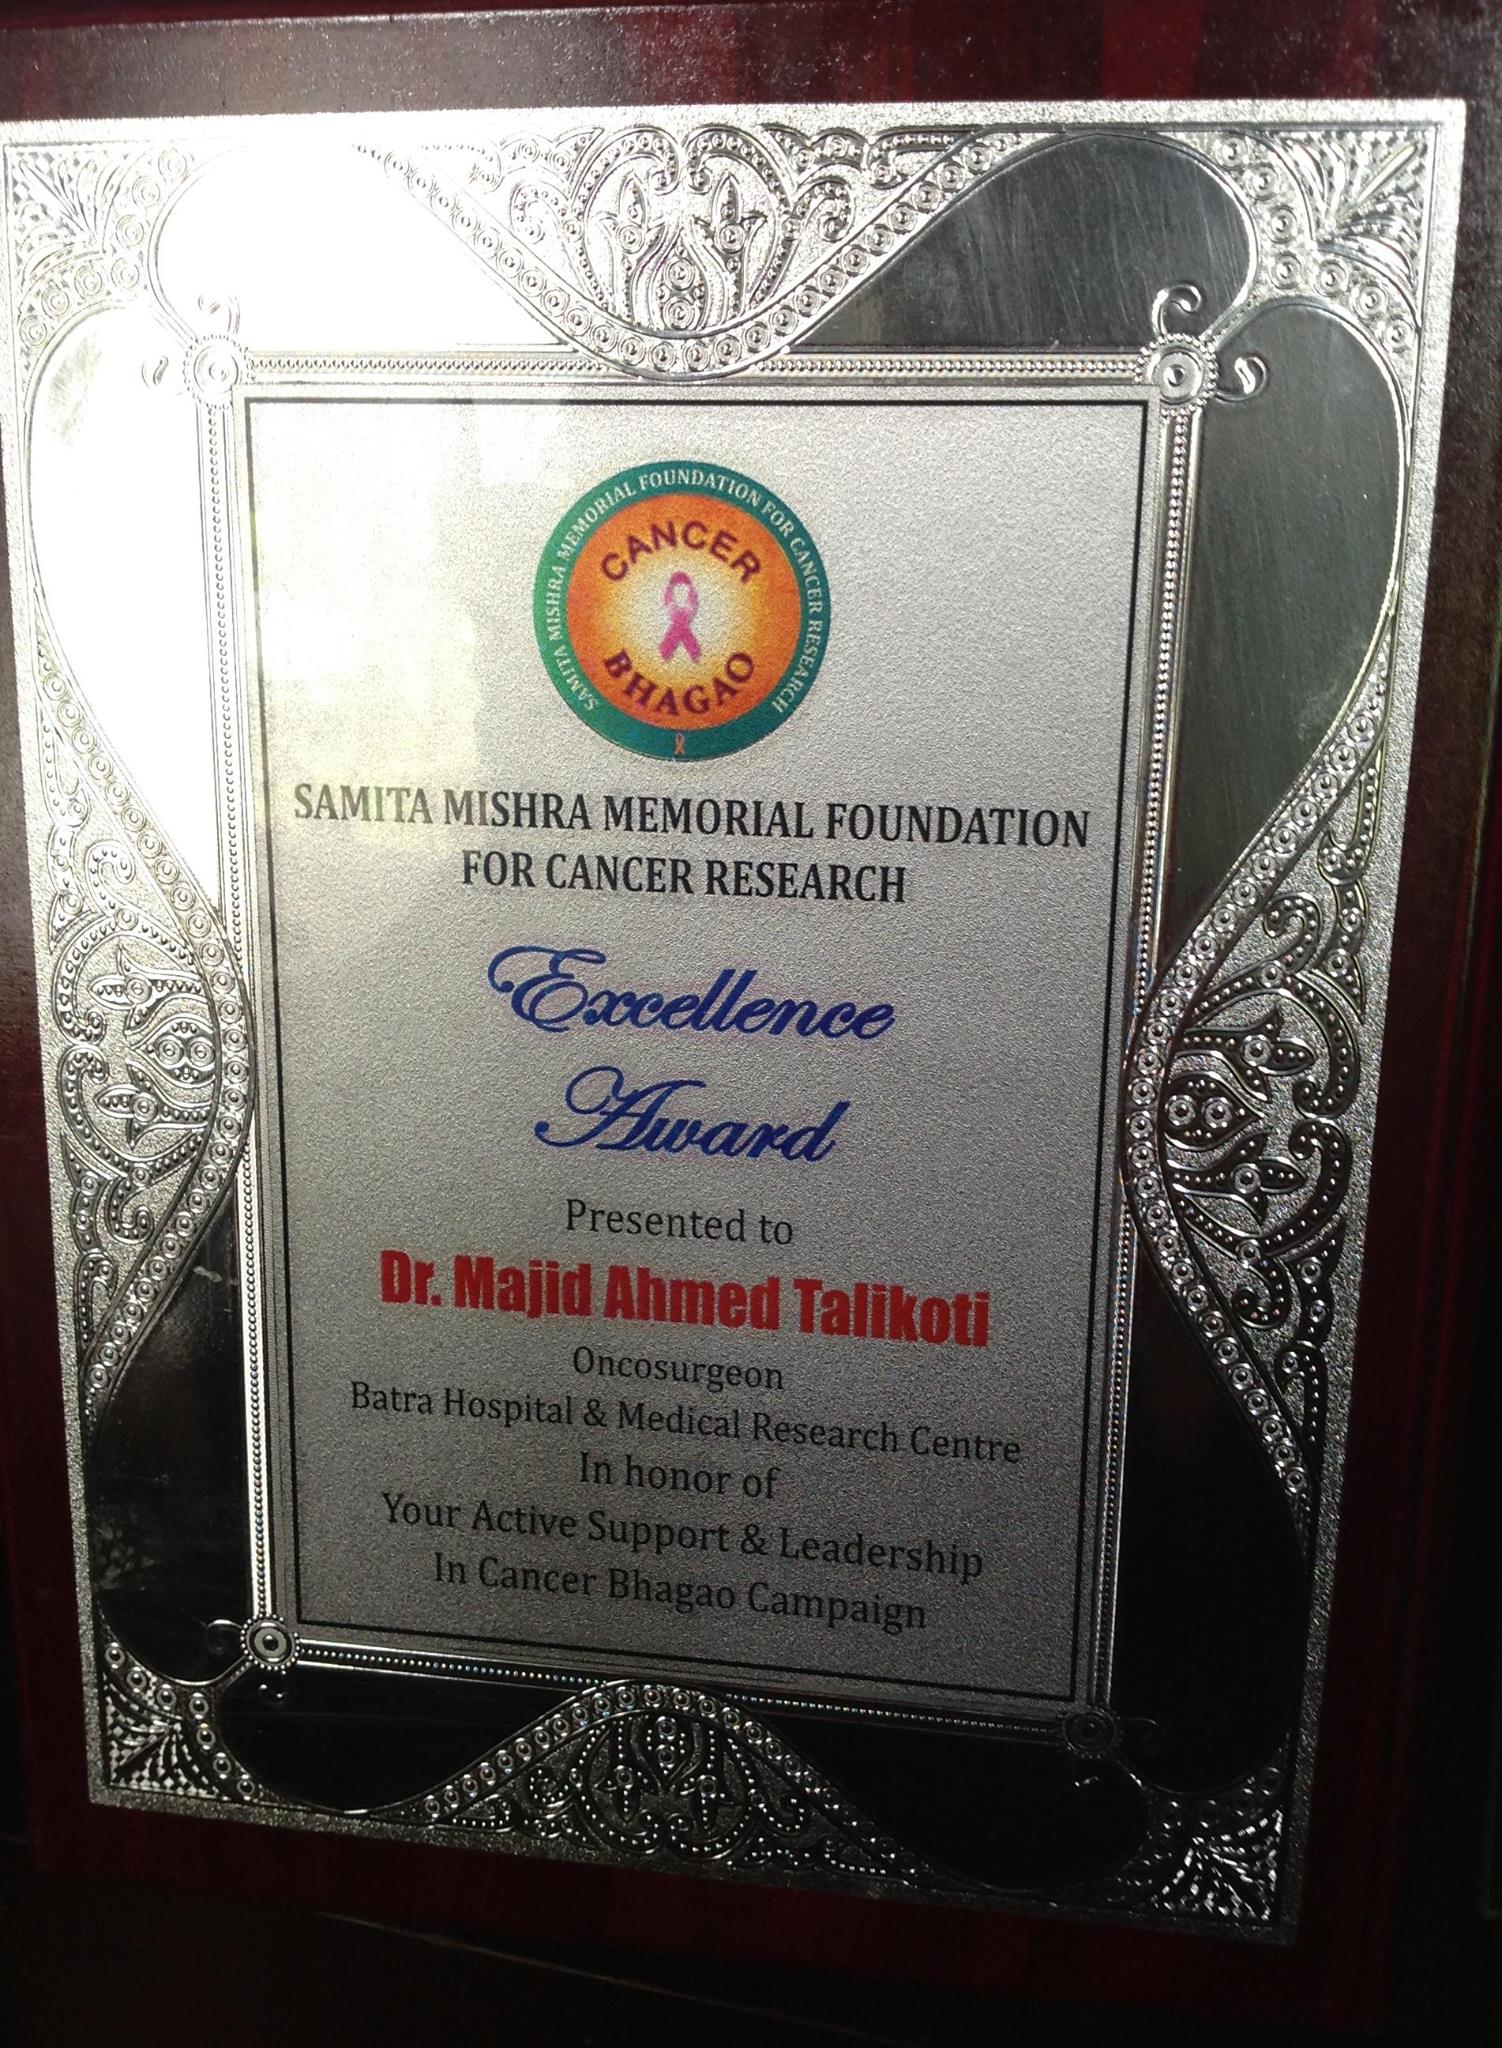 SAMITA MISHRA MEMORIAL FOUNDATION FOR CANCER RESEARCH
CANCER
BHAGAO
SAMITA MISHRA MEMORIAL FOUNDATION
FOR CANCER RESEARCH
Excellence
Award
Presented to
Dr. Majid Ahmed Talikoti
Oncosurgeon
Batra Hospital & Medical Research Centre
In honor of
Your Active Support & Leadership
In Cancer Bhagao Campaign